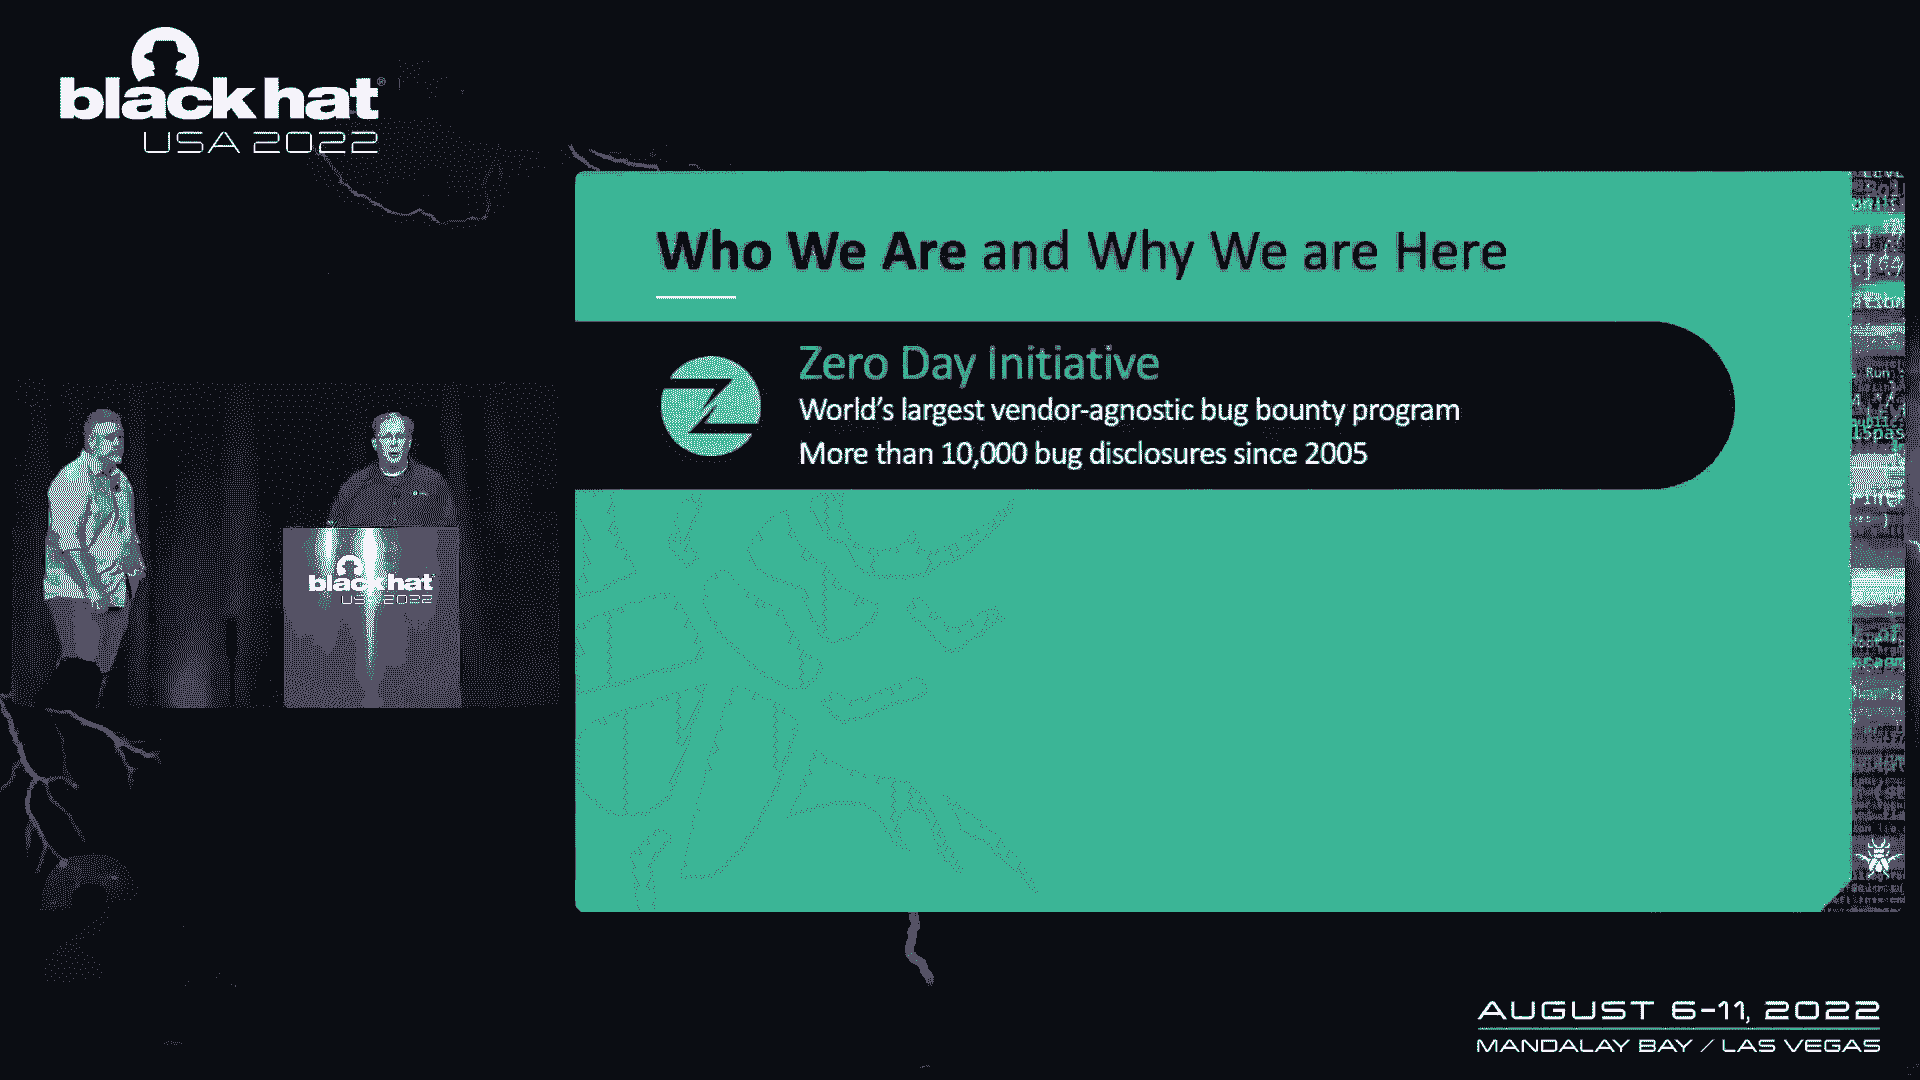 black hat®
USA 2022
Who We Are and Why We are Here
Zero Day Initiative
World's largest vendor-agnostic bug bounty program
More than 10,000 bug disclosures since 2005
black hat
USA 2022
Run
AUGUST 6-11, 2022
MANDALAY BAY / LAS VEGAS